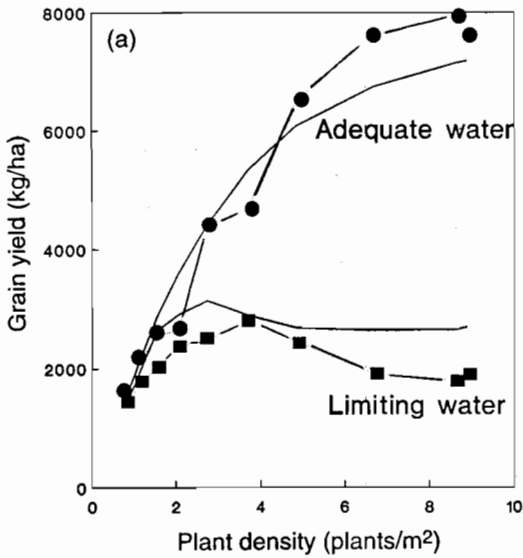 (a)
8000
6000
4000
2000
0
Grain yield (kg/ha)
Adequate water
Limiting water
0 2 4 6 8 10
Plant density (plants/m²)